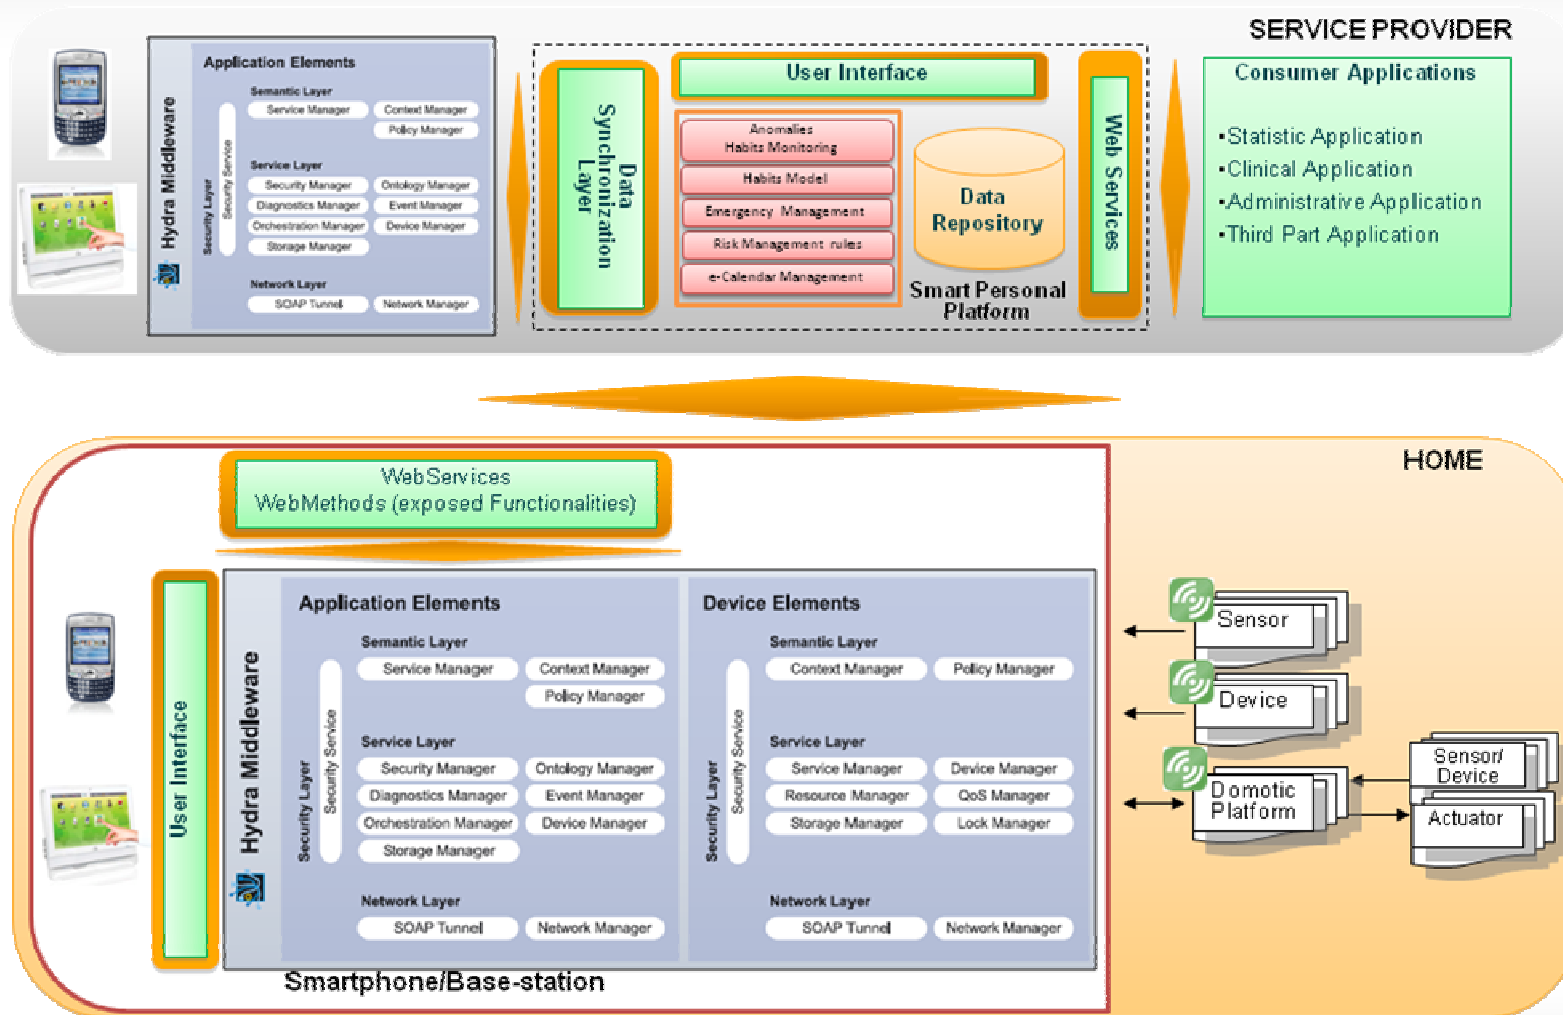 SERVICE PROVIDER
Hydra Middleware
Application Elements
Semantic Layer
Service Manager
Context Manager
Policy Manager
Security Layer
Security Service
Service Layer
Security Manager
Ontology Manager
Diagnostics Manager
Event Manager
Orchestration Manager
Device Manager
Storage Manager
Network Layer
SOAP Tunnel
Network Manager
Data
Synchronization
Layer
User Interface
Anomalies
Habits Monitoring
Habits Model
Emergency Management
Risk Management rules
e-Calendar Management
Data
Repository
Smart Personal
Platform
Web Services
Consumer Applications
▪Statistic Application
▪Clinical Application
▪Administrative Application
▪Third Part Application
HOME
WebServices
WebMethods (exposed Functionalities)
User Interface
Hydra Middleware
Application Elements
Semantic Layer
Service Manager
Context Manager
Policy Manager
Security Layer
Security Service
Service Layer
Security Manager
Ontology Manager
Diagnostics Manager
Event Manager
Orchestration Manager
Device Manager
Storage Manager
Network Layer
SOAP Tunnel
Network Manager
Device Elements
Semantic Layer
Context Manager
Policy Manager
Security Layer
Security Service
Service Layer
Service Manager
Device Manager
Resource Manager
QoS Manager
Storage Manager
Lock Manager
Network Layer
SOAP Tunnel
Network Manager
Smartphone/Base-station
Sensor
Device
Domotic
Platform
Sensor/
Device
Actuator